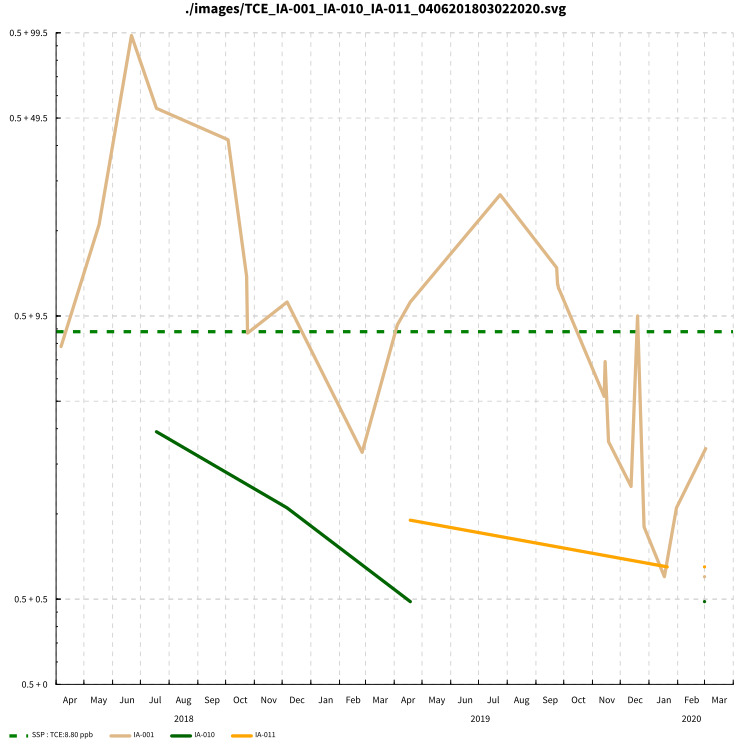 ./images/TCE_IA-001_IA-010_IA-011_0406201803022020.svg
0.5 + 99.5
0.5 + 49.5
0.5 + 9.5
0.5 + 0.5
0.5 + 0
Apr May Jun Jul Aug Sep Oct Nov Dec Jan Feb Mar Apr May Jun Jul Aug Sep Oct Nov Dec Jan Feb Mar
2018 2019 2020
SSP : TCE:8.80 ppb IA-001 IA-010 IA-011